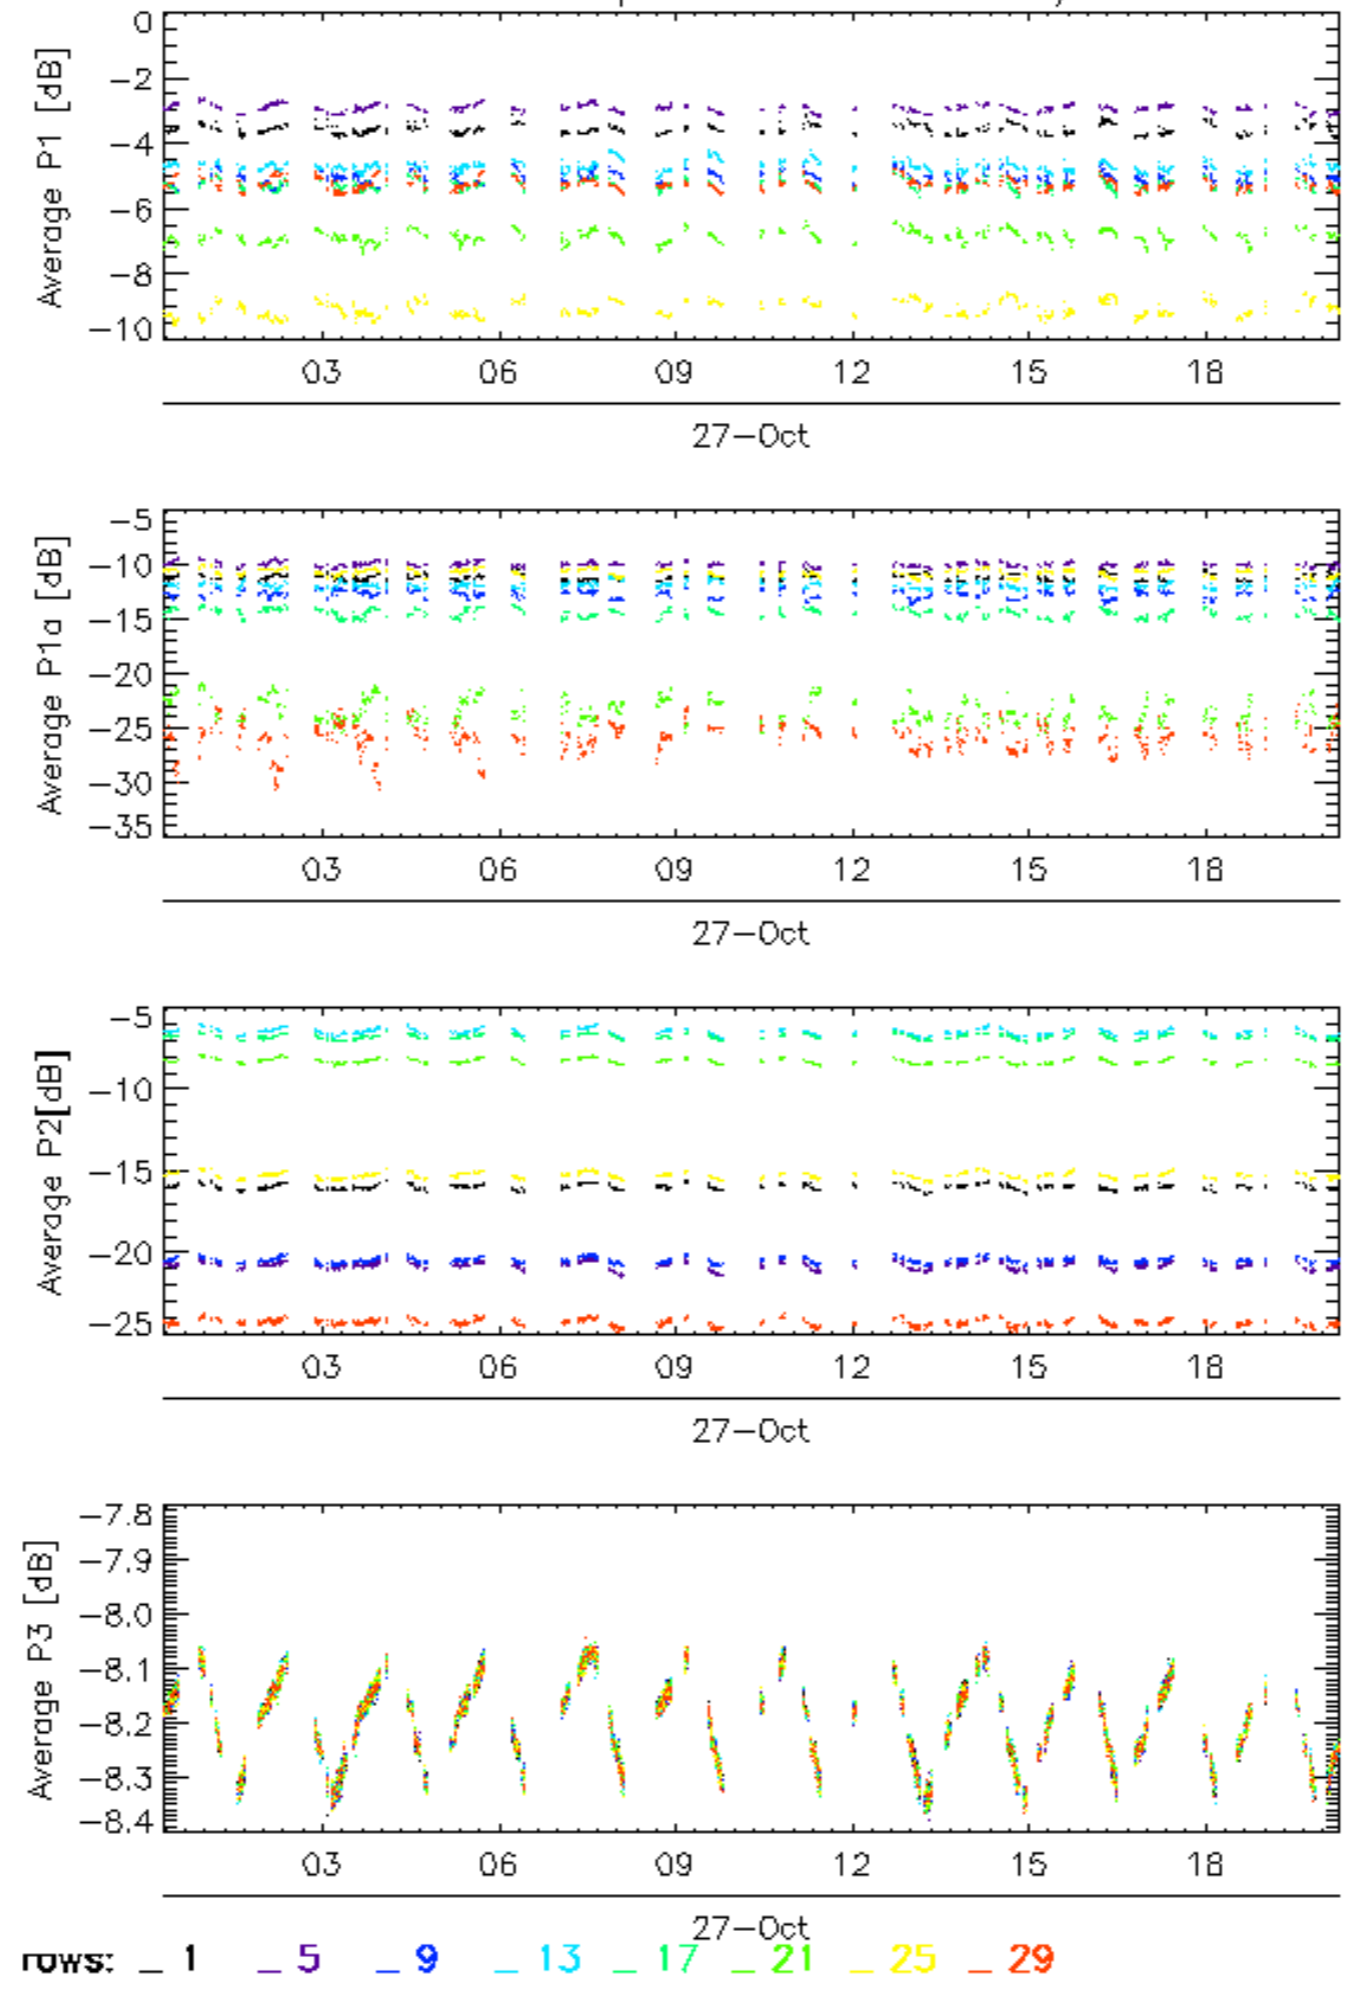 0
−2
−4
−6
−8
−10
Average P1 [dB]
03 06 09 12 15 18
27−Oct
−5
−10
−15
−20
−25
−30
−35
Average P1a [dB]
03 06 09 12 15 18
27−Oct
−5
−10
−15
−20
−25
Average P2[dB]
03 06 09 12 15 18
27−Oct
−7.8
−7.9
−8.0
−8.1
−8.2
−8.3
−8.4
Average P3 [dB]
03 06 09 12 15 18
27−Oct
rows: _ 1 _ 5 _ 9 _ 13 _ 17 _ 21 _ 25 _ 29